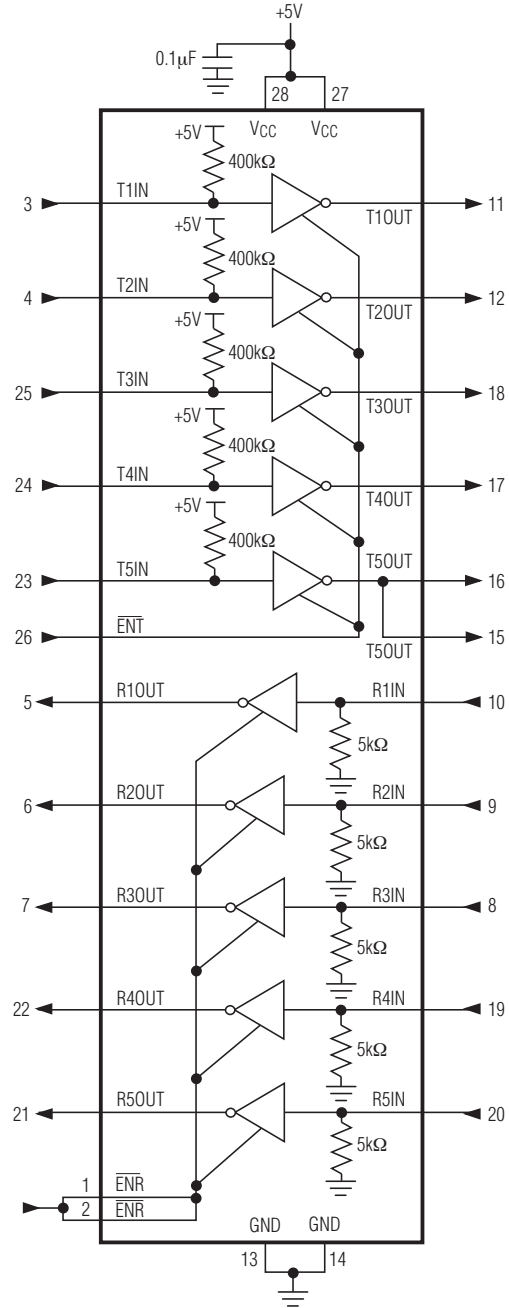 +5V
0.1μF
28 27
VCC VCC
+5V
400kΩ
3 T1IN T1OUT 11
+5V
400kΩ
4 T2IN T2OUT 12
+5V
400kΩ
25 T3IN T3OUT 18
+5V
400kΩ
24 T4IN T4OUT 17
+5V
400kΩ
23 T5IN T5OUT 16
26 ENT T5OUT 15
5 R1OUT R1IN 10
5kΩ
6 R2OUT R2IN 9
5kΩ
7 R3OUT R3IN 8
5kΩ
22 R4OUT R4IN 19
5kΩ
21 R5OUT R5IN 20
5kΩ
1 ENR
2 ENR
GND GND
13 14